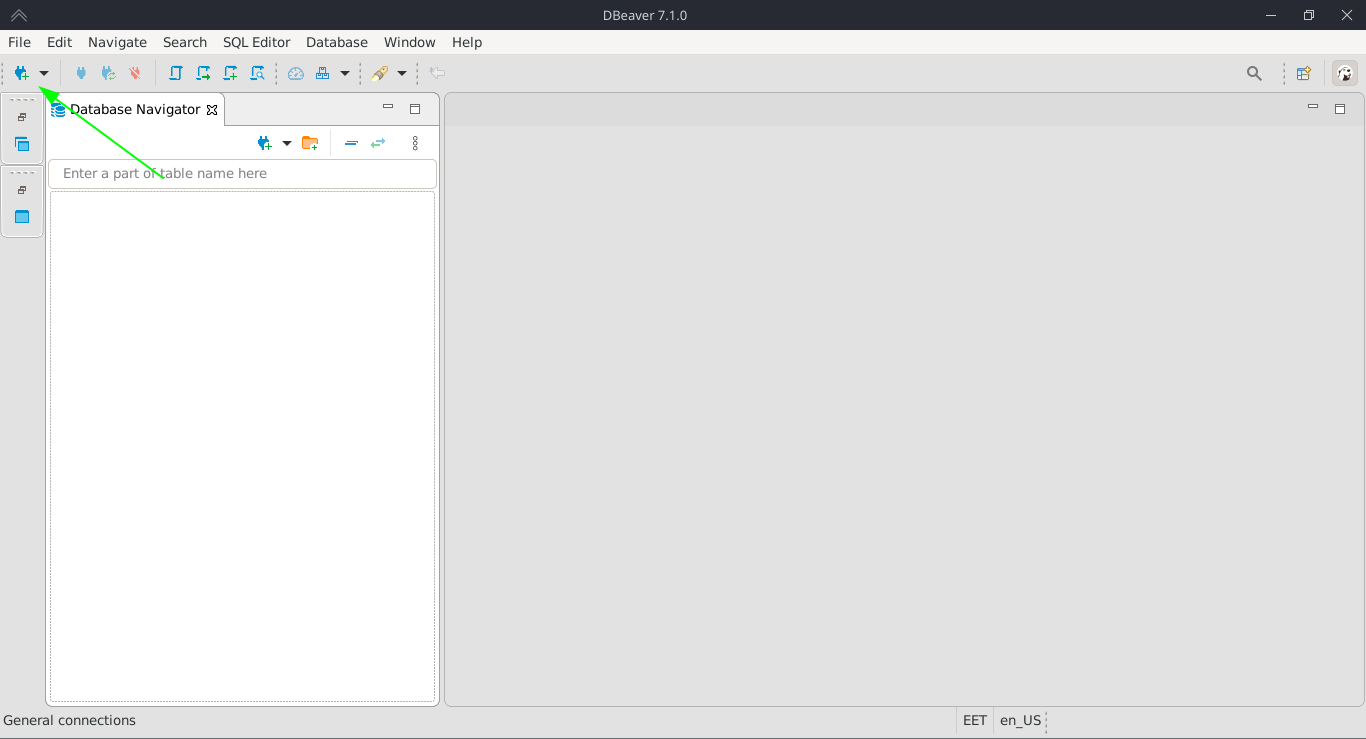 DBeaver 7.1.0
File Edit Navigate Search SQL Editor Database Window Help
Database Navigator
Enter a part of table name here
General connections EET en_US